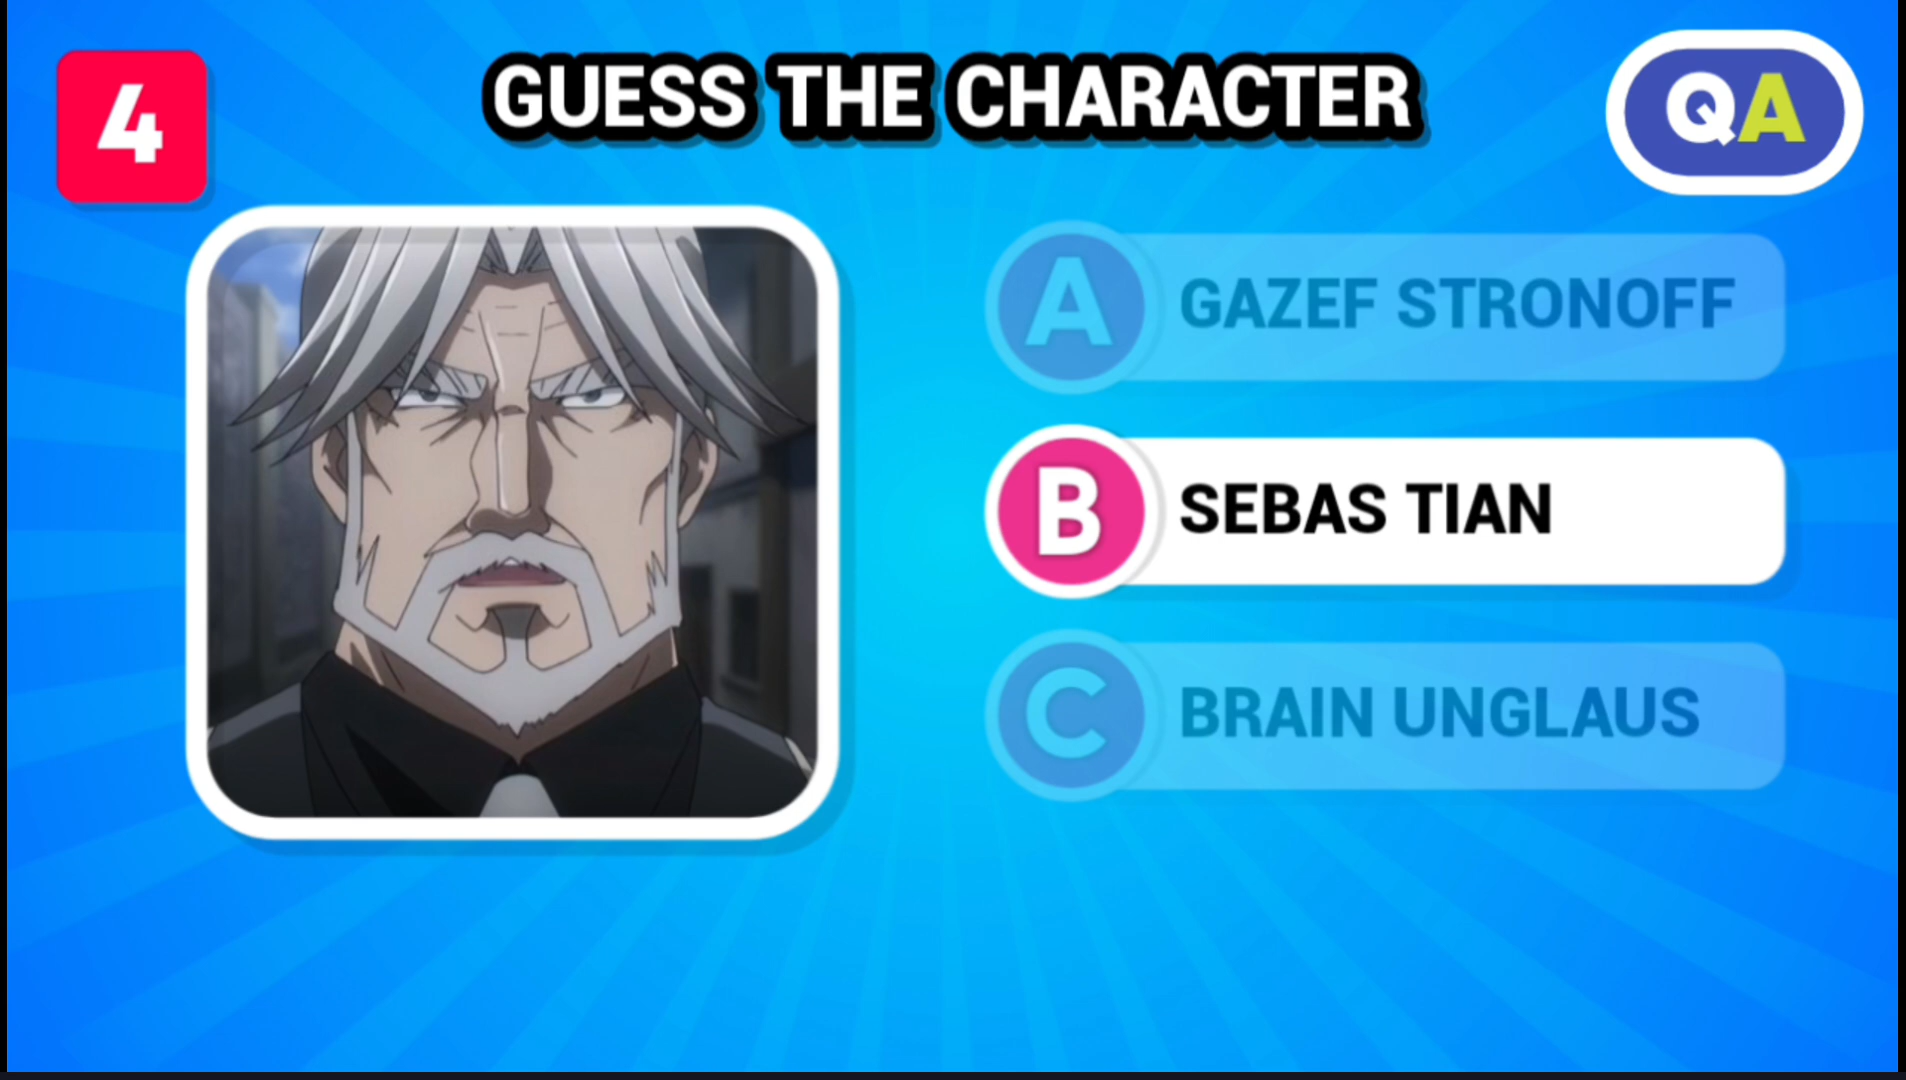 4
GUESS THE CHARACTER
QA
A
GAZEF STRONOFF
B
SEBAS TIAN
C
BRAIN UNGLAUS